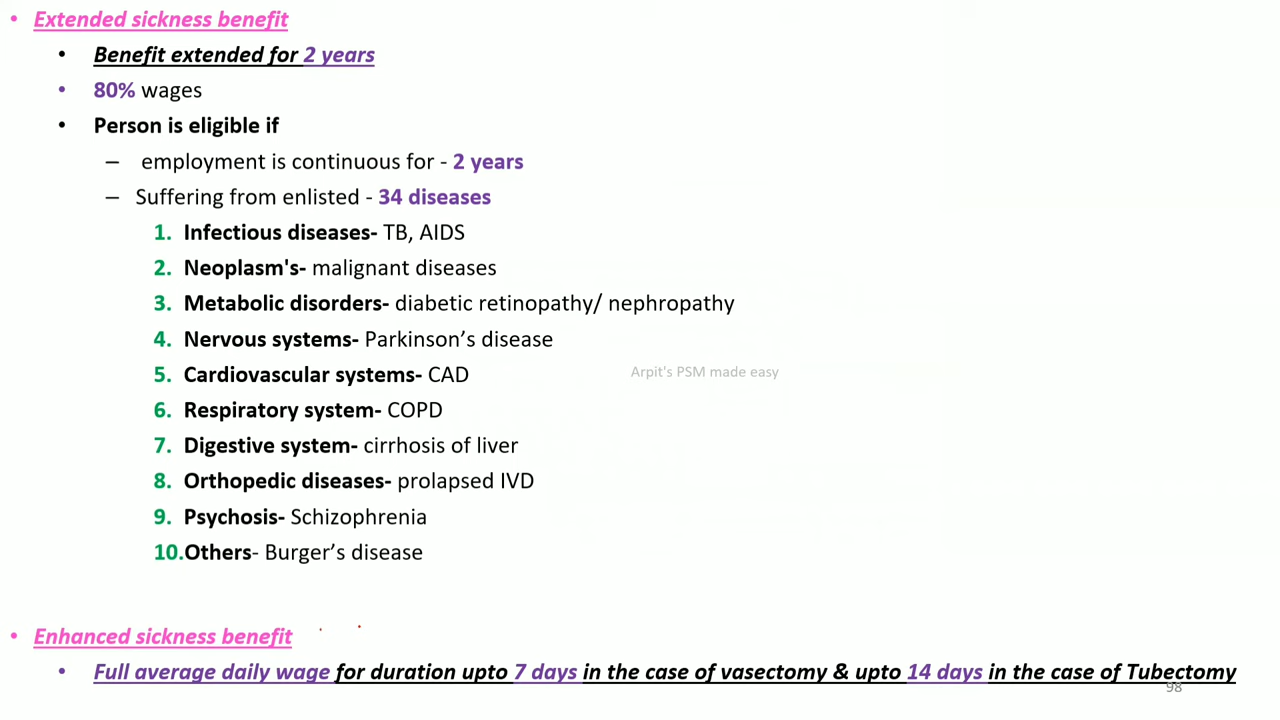 • Extended sickness benefit
• Benefit extended for 2 years
• 80% wages
• Person is eligible if
– employment is continuous for - 2 years
– Suffering from enlisted - 34 diseases
1. Infectious diseases- TB, AIDS
2. Neoplasm's- malignant diseases
3. Metabolic disorders- diabetic retinopathy/ nephropathy
4. Nervous systems- Parkinson’s disease
5. Cardiovascular systems- CAD
Arpit's PSM made easy
6. Respiratory system- COPD
7. Digestive system- cirrhosis of liver
8. Orthopedic diseases- prolapsed IVD
9. Psychosis- Schizophrenia
10.Others- Burger’s disease
• Enhanced sickness benefit
• Full average daily wage for duration upto 7 days in the case of vasectomy & upto 14 days in the case of Tubectomy
98